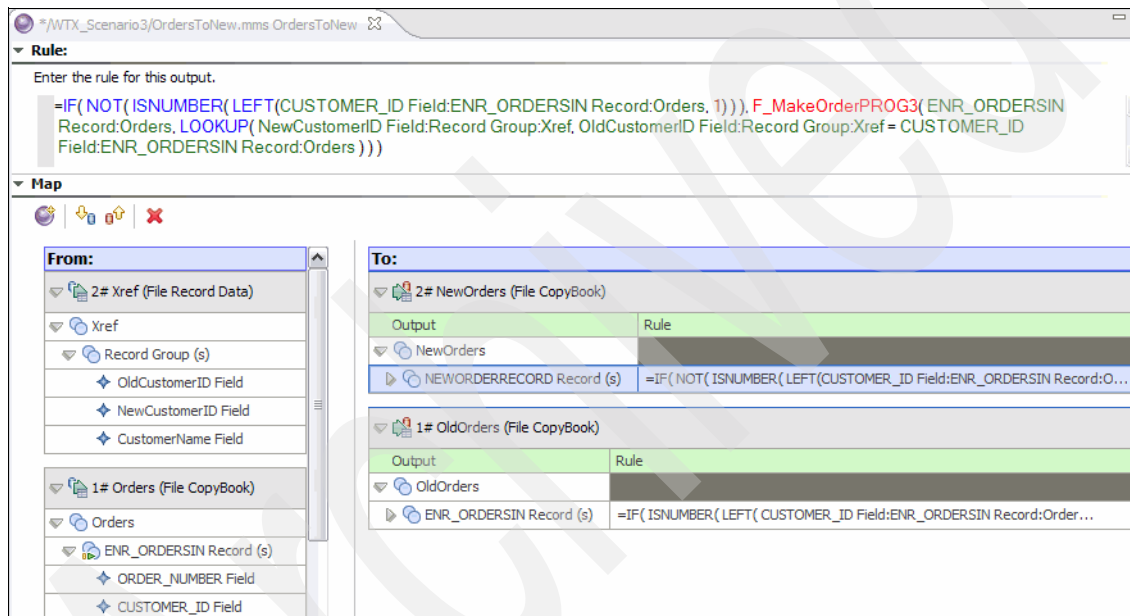 */WTX_Scenario3/OrdersToNew.mms OrdersToNew
Rule:
Enter the rule for this output.
=IF( NOT( ISNUMBER( LEFT(CUSTOMER_ID Field:ENR_ORDERSIN Record:Orders, 1) ) ), F_MakeOrderPROG3( ENR_ORDERSIN
Record:Orders, LOOKUP( NewCustomerID Field:Record Group:Xref, OldCustomerID Field:Record Group:Xref = CUSTOMER_ID
Field:ENR_ORDERSIN Record:Orders ) ) )
Map
From:
2# Xref (File Record Data)
Xref
Record Group (s)
OldCustomerID Field
NewCustomerID Field
CustomerName Field
1# Orders (File CopyBook)
Orders
ENR_ORDERSIN Record (s)
ORDER_NUMBER Field
CUSTOMER_ID Field
To:
2# NewOrders (File CopyBook)
Output Rule
NewOrders
NEWORDERRECORD Record (s) =IF( NOT( ISNUMBER( LEFT(CUSTOMER_ID Field:ENR_ORDERSIN Record:O...
1# OldOrders (File CopyBook)
Output Rule
OldOrders
ENR_ORDERSIN Record (s) =IF( ISNUMBER( LEFT( CUSTOMER_ID Field:ENR_ORDERSIN Record:Order...